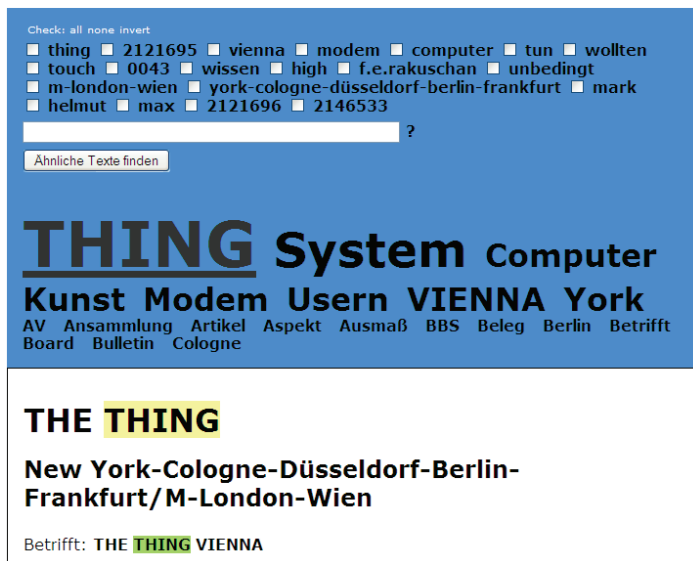 Check: all none invert
thing 2121695 vienna modem computer tun wollten
touch 0043 wissen high f.e.rakuschan unbedingt
m-london-wien york-cologne-düsseldorf-berlin-frankfurt mark
helmut max 2121696 2146533
?
Ähnliche Texte finden
THING System Computer
Kunst Modem Usern VIENNA York
AV Ansammlung Artikel Aspekt Ausmaß BBS Beleg Berlin Betrifft
Board Bulletin Cologne
THE THING
New York-Cologne-Düsseldorf-Berlin-
Frankfurt/M-London-Wien
Betrifft: THE THING VIENNA